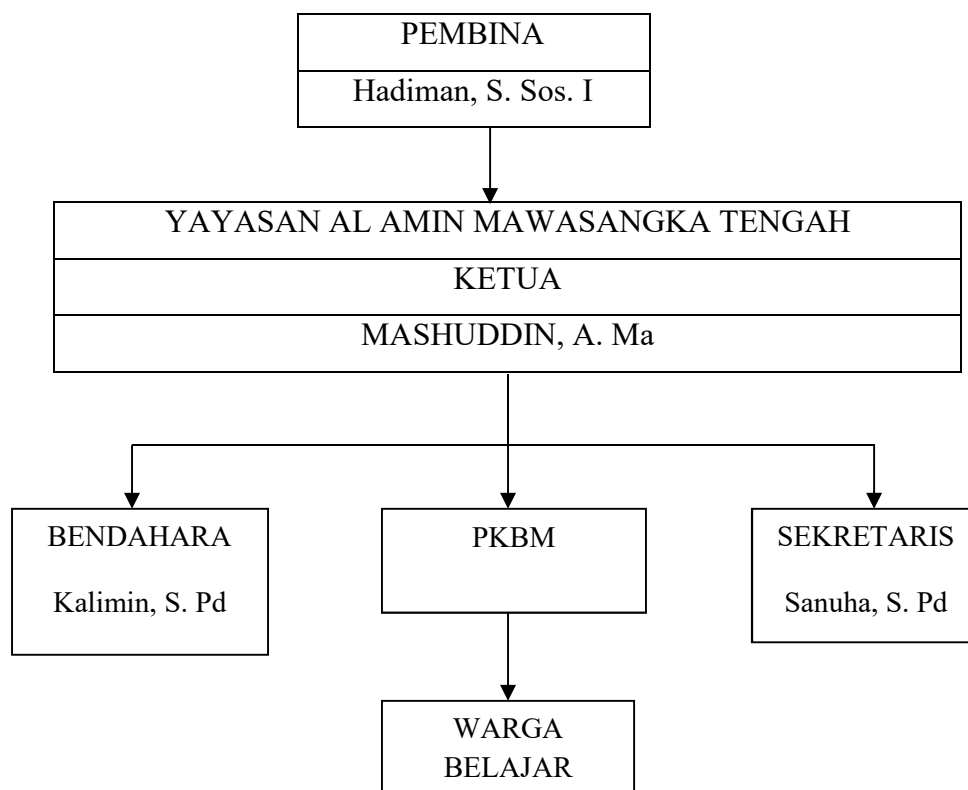 PEMBINA
Hadiman, S. Sos. I
YAYASAN AL AMIN MAWASANGKA TENGAH
KETUA
MASHUDDIN, A. Ma
BENDAHARA
Kalimin, S. Pd
PKBM
SEKRETARIS
Sanuha, S. Pd
WARGA
BELAJAR